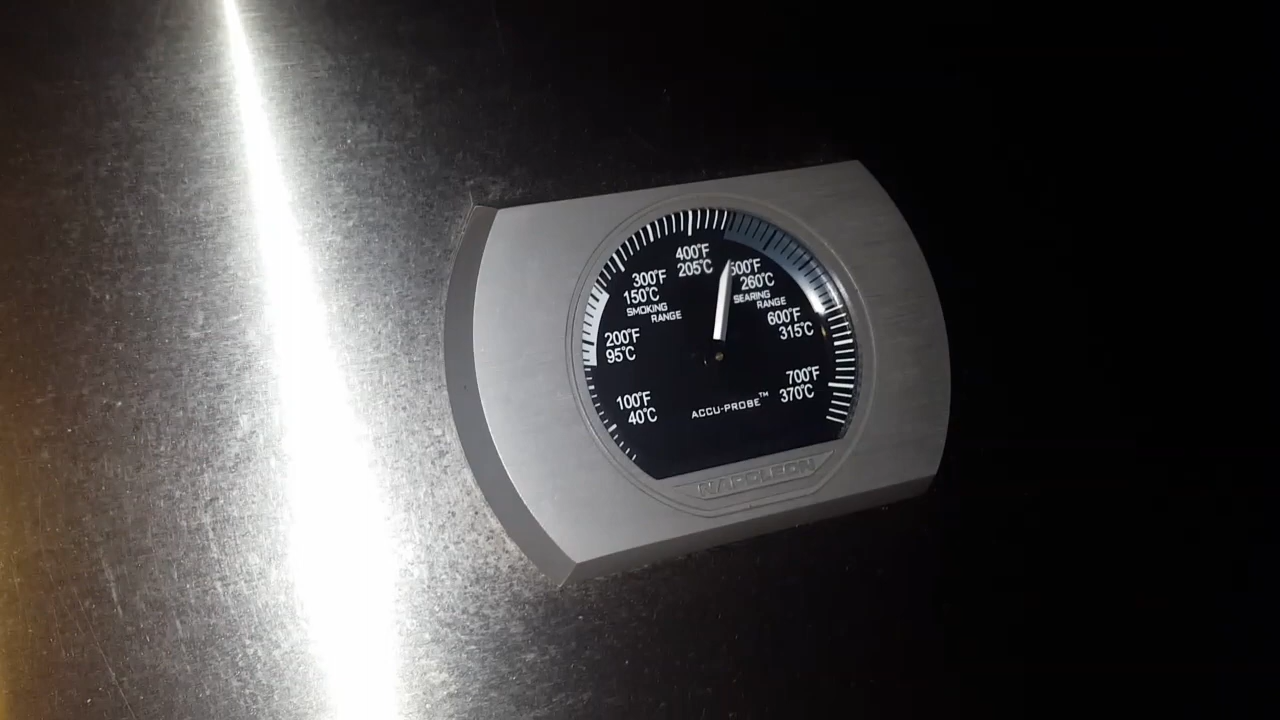 400°F
205°C
500°F
260°C
300°F
150°C
SMOKING
RANGE
SEARING
RANGE
200°F
95°C
600°F
315°C
100°F
40°C
700°F
370°C
ACCU-PROBE™
NAPOLEON